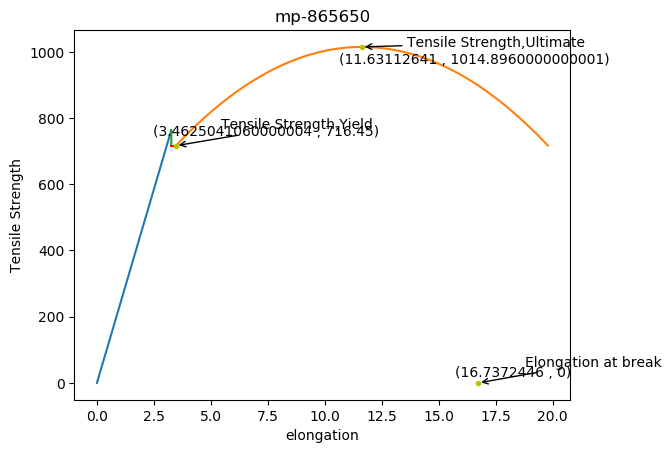 mp-865650
Tensile Strength,Ultimate
(11.63112641 , 1014.8960000000001)
Tensile Strength,Yield
(3.4625041060000004 , 716.45)
Elongation at break
(16.7372446 , 0)
Tensile Strength
1000
800
600
400
200
0
0.0 2.5 5.0 7.5 10.0 12.5 15.0 17.5 20.0
elongation